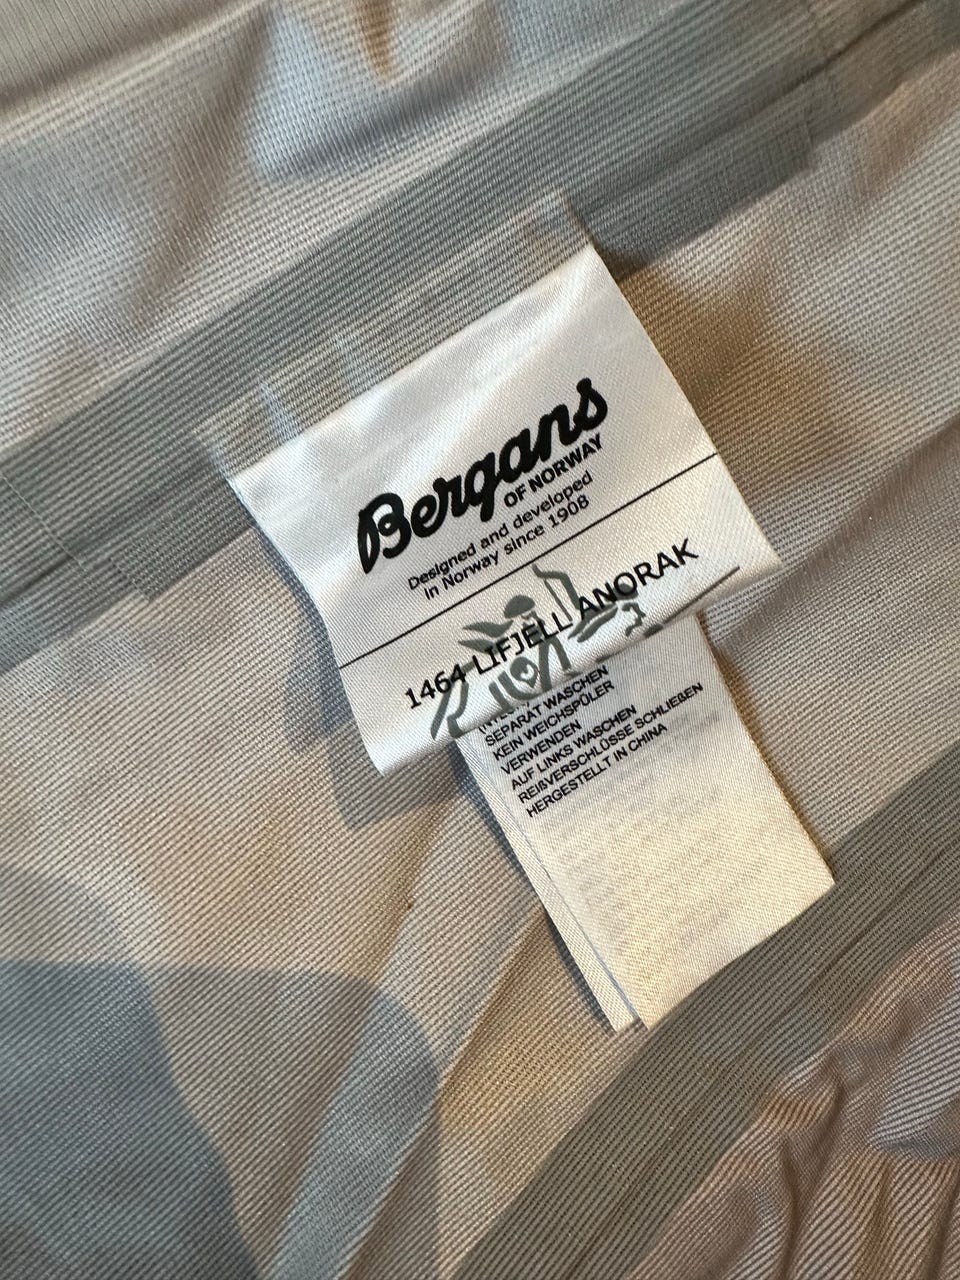 Bergans
OF NORWAY
Designed and developed
in Norway since 1908
1464 LIFJELL ANORAK
SEPARAT WASCHEN
KEIN WEICHSPÜLER
VERWENDEN
AUF LINKS WASCHEN
REIßVERSCHLÜSSE SCHLIEßEN
HERGESTELLT IN CHINA